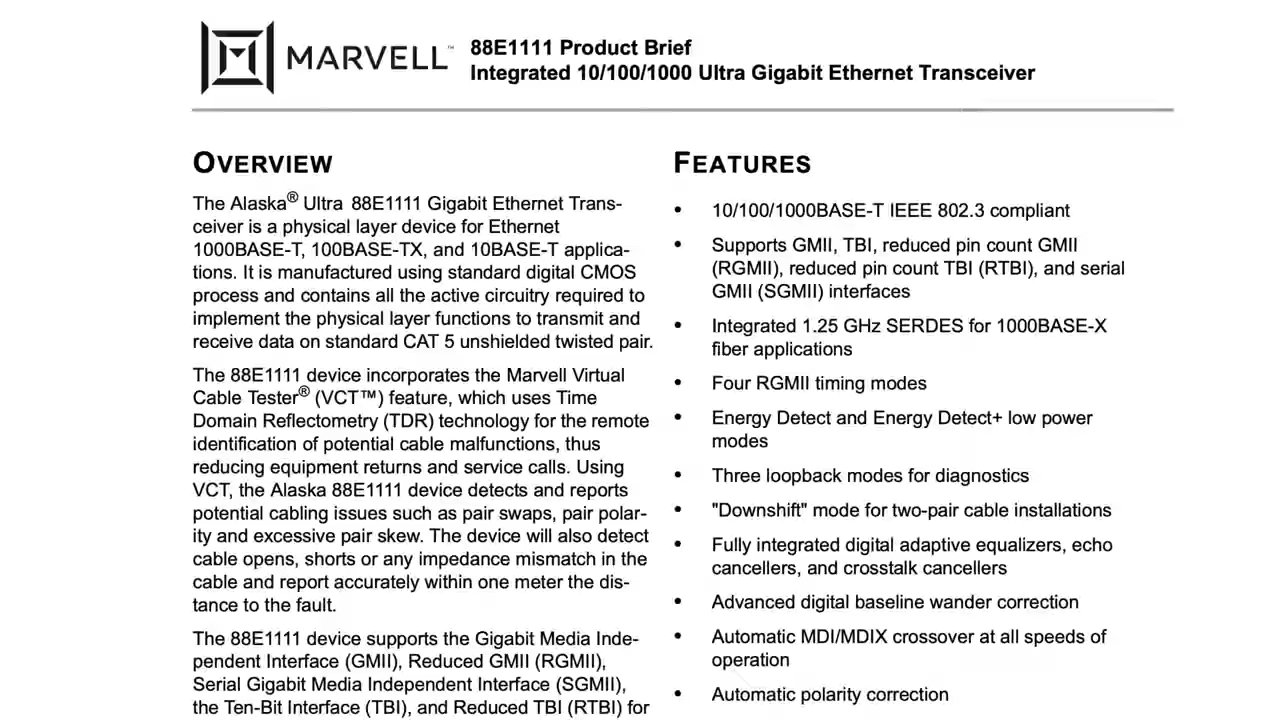 MARVELL™
88E1111 Product Brief
Integrated 10/100/1000 Ultra Gigabit Ethernet Transceiver
OVERVIEW
The Alaska® Ultra 88E1111 Gigabit Ethernet Trans-
ceiver is a physical layer device for Ethernet
1000BASE-T, 100BASE-TX, and 10BASE-T applica-
tions. It is manufactured using standard digital CMOS
process and contains all the active circuitry required to
implement the physical layer functions to transmit and
receive data on standard CAT 5 unshielded twisted pair.
The 88E1111 device incorporates the Marvell Virtual
Cable Tester® (VCT™) feature, which uses Time
Domain Reflectometry (TDR) technology for the remote
identification of potential cable malfunctions, thus
reducing equipment returns and service calls. Using
VCT, the Alaska 88E1111 device detects and reports
potential cabling issues such as pair swaps, pair polar-
ity and excessive pair skew. The device will also detect
cable opens, shorts or any impedance mismatch in the
cable and report accurately within one meter the dis-
tance to the fault.
The 88E1111 device supports the Gigabit Media Inde-
pendent Interface (GMII), Reduced GMII (RGMII),
Serial Gigabit Media Independent Interface (SGMII),
the Ten-Bit Interface (TBI), and Reduced TBI (RTBI) for
FEATURES
• 10/100/1000BASE-T IEEE 802.3 compliant
• Supports GMII, TBI, reduced pin count GMII
(RGMII), reduced pin count TBI (RTBI), and serial
GMII (SGMII) interfaces
• Integrated 1.25 GHz SERDES for 1000BASE-X
fiber applications
• Four RGMII timing modes
• Energy Detect and Energy Detect+ low power
modes
• Three loopback modes for diagnostics
• "Downshift" mode for two-pair cable installations
• Fully integrated digital adaptive equalizers, echo
cancellers, and crosstalk cancellers
• Advanced digital baseline wander correction
• Automatic MDI/MDIX crossover at all speeds of
operation
• Automatic polarity correction